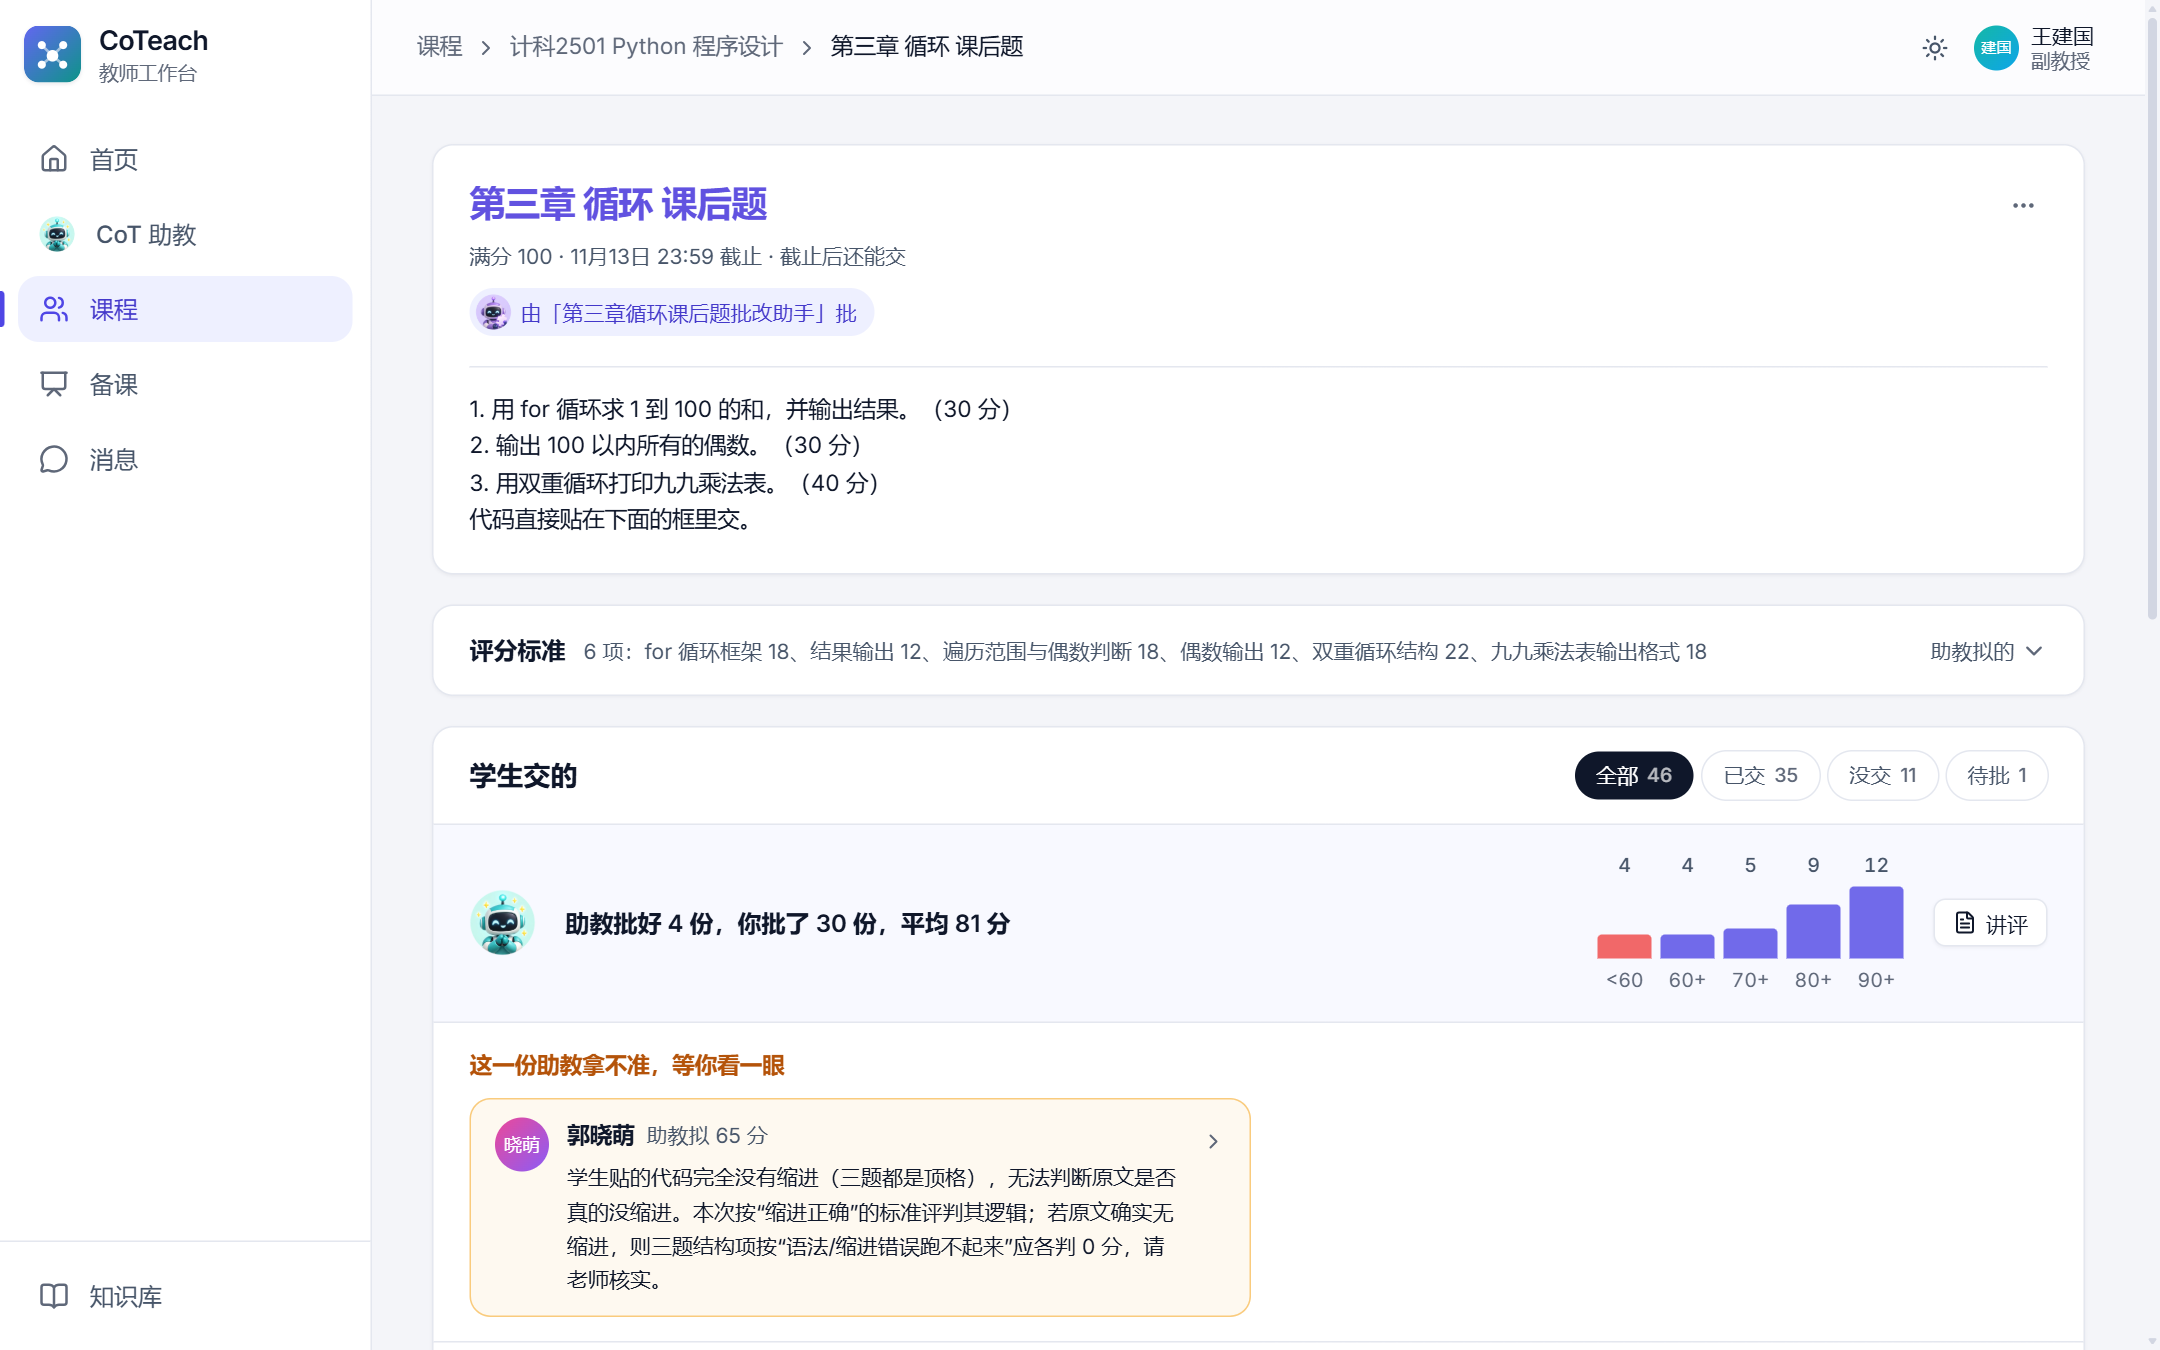 CoTeach
教师工作台
首页
CoT 助教
课程
备课
消息
知识库
课程 > 计科2501 Python 程序设计 > 第三章 循环 课后题
建国
王建国
副教授
第三章 循环 课后题
满分 100 · 11月13日 23:59 截止 · 截止后还能交
由「第三章循环课后题批改助手」批
1. 用 for 循环求 1 到 100 的和，并输出结果。（30 分）
2. 输出 100 以内所有的偶数。（30 分）
3. 用双重循环打印九九乘法表。（40 分）
代码直接贴在下面的框里交。
评分标准 6 项：for 循环框架 18、结果输出 12、遍历范围与偶数判断 18、偶数输出 12、双重循环结构 22、九九乘法表输出格式 18 助教拟的
学生交的
全部 46 已交 35 没交 11 待批 1
助教批好 4 份，你批了 30 份，平均 81 分
4 4 5 9 12
<60 60+ 70+ 80+ 90+
讲评
这一份助教拿不准，等你看一眼
晓萌
郭晓萌 助教拟 65 分
学生贴的代码完全没有缩进（三题都是顶格），无法判断原文是否
真的没缩进。本次按“缩进正确”的标准评判其逻辑；若原文确实无
缩进，则三题结构项按“语法/缩进错误跑不起来”应各判 0 分，请
老师核实。